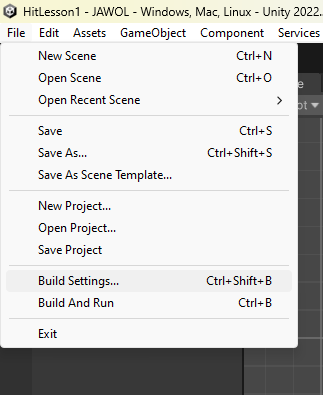 HitLesson1 - JAWOL - Windows, Mac, Linux - Unity 2022.
File Edit Assets GameObject Component Services
New Scene Ctrl+N
Open Scene Ctrl+O
Open Recent Scene
Save Ctrl+S
Save As... Ctrl+Shift+S
Save As Scene Template...
New Project...
Open Project...
Save Project
Build Settings... Ctrl+Shift+B
Build And Run Ctrl+B
Exit